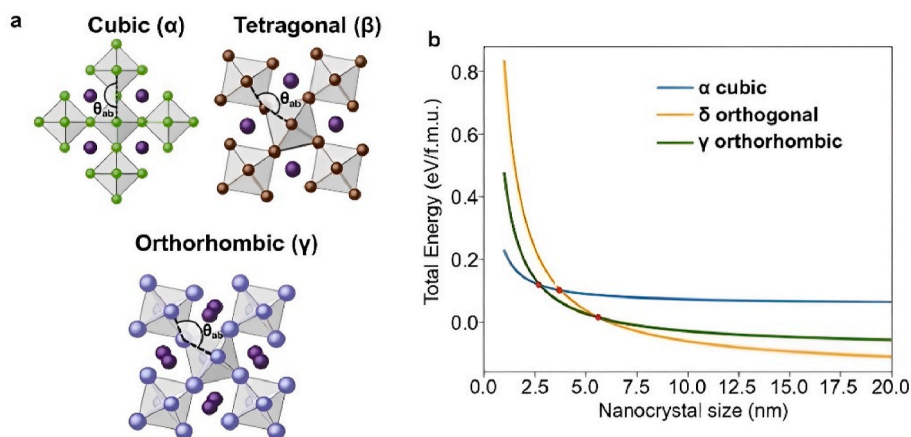 a
Cubic (α)
Tetragonal (β)
θab
θab
Orthorhombic (γ)
θab
b
α cubic
δ orthogonal
γ orthorhombic
Total Energy (eV/f.m.u.)
0.8
0.6
0.4
0.2
0.0
0.0 2.5 5.0 7.5 10.0 12.5 15.0 17.5 20.0
Nanocrystal size (nm)